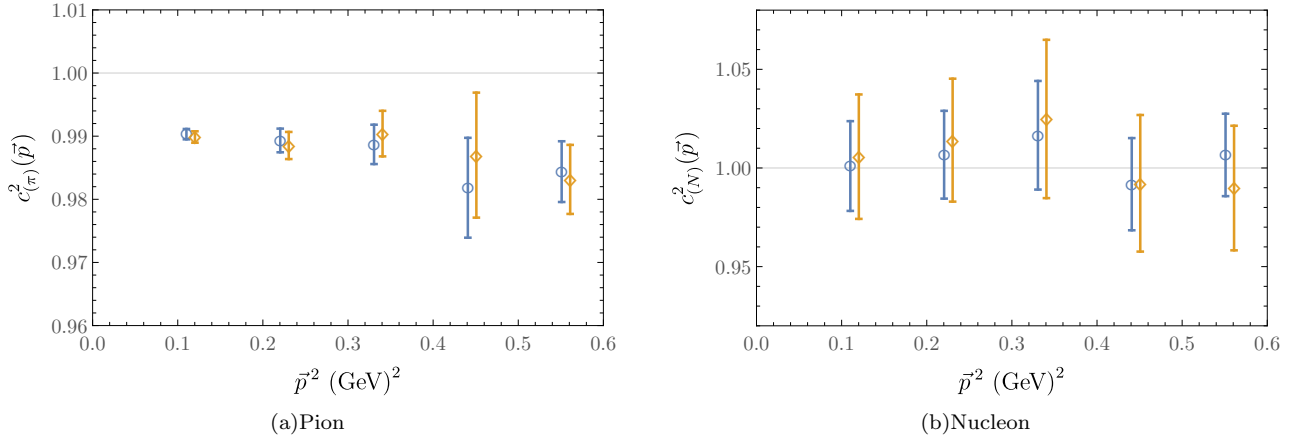 1.01
1.00
0.99
0.98
0.97
0.96
c²(π)(p⃗)
0.0 0.1 0.2 0.3 0.4 0.5 0.6
p⃗ ² (GeV)²
(a)Pion
1.05
1.00
0.95
c²(N)(p⃗)
0.0 0.1 0.2 0.3 0.4 0.5 0.6
p⃗ ² (GeV)²
(b)Nucleon